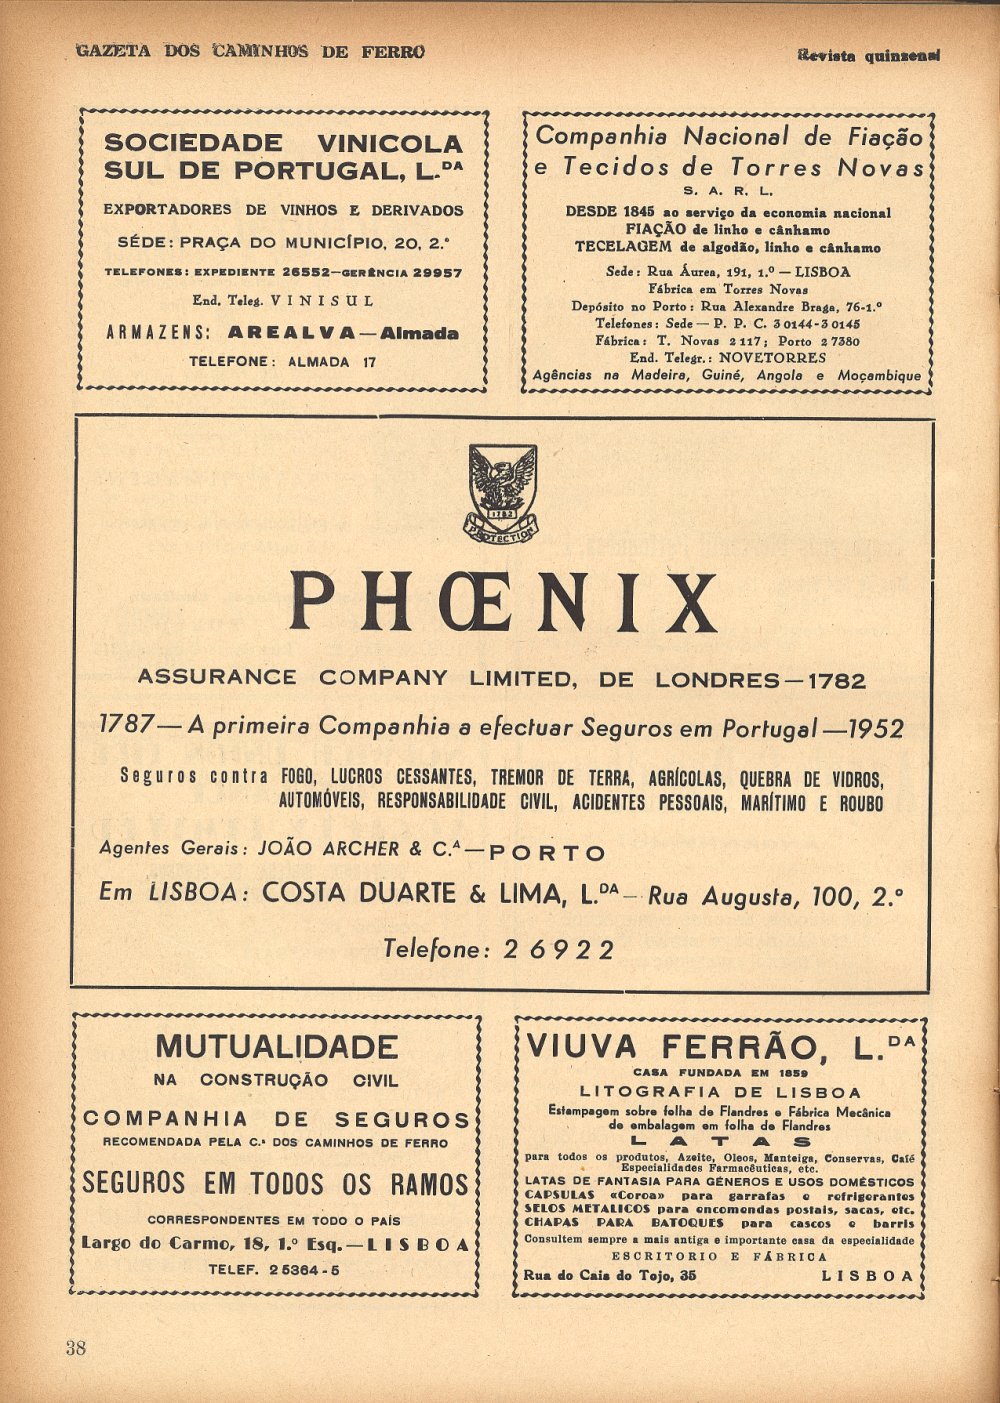 GAZETA DOS CAMINHOS DE FERRO
Revista quinzenal
SOCIEDADE VINICOLA
SUL DE PORTUGAL, L.DA
EXPORTADORES DE VINHOS E DERIVADOS
SÉDE: PRAÇA DO MUNICÍPIO, 20, 2.º
TELEFONES: EXPEDIENTE 26552—GERÊNCIA 29957
End. Teleg. VINISUL
ARMAZENS: AREALVA—Almada
TELEFONE: ALMADA 17
Companhia Nacional de Fiação
e Tecidos de Torres Novas
S. A. R. L.
DESDE 1845 ao serviço da economia nacional
FIAÇÃO de linho e cânhamo
TECELAGEM de algodão, linho e cânhamo
Sede: Rua Áurea, 191, 1.º — LISBOA
Fábrica em Torres Novas
Depósito no Porto: Rua Alexandre Braga, 76-1.º
Telefones: Sede — P. P. C. 3 0144-3 0145
Fábrica: T. Novas 2 117; Porto 2 7380
End. Telegr.: NOVETORRES
Agências na Madeira, Guiné, Angola e Moçambique
1782
PROTECTION
PHŒNIX
ASSURANCE COMPANY LIMITED, DE LONDRES—1782
1787—A primeira Companhia a efectuar Seguros em Portugal—1952
Seguros contra FOGO, LUCROS CESSANTES, TREMOR DE TERRA, AGRÍCOLAS, QUEBRA DE VIDROS,
AUTOMÓVEIS, RESPONSABILIDADE CIVIL, ACIDENTES PESSOAIS, MARÍTIMO E ROUBO
Agentes Gerais: JOÃO ARCHER & C.A—PORTO
Em LISBOA: COSTA DUARTE & LIMA, L.DA—Rua Augusta, 100, 2.º
Telefone: 26922
MUTUALIDADE
NA CONSTRUÇÃO CIVIL
COMPANHIA DE SEGUROS
RECOMENDADA PELA C.ª DOS CAMINHOS DE FERRO
SEGUROS EM TODOS OS RAMOS
CORRESPONDENTES EM TODO O PAÍS
Largo do Carmo, 18, 1.º Esq.—LISBOA
TELEF. 25364-5
VIUVA FERRÃO, L.DA
CASA FUNDADA EM 1859
LITOGRAFIA DE LISBOA
Estampagem sobre folha de Flandres e Fábrica Mecânica
de embalagem em folha de Flandres
LATAS
para todos os produtos, Azeite, Oleos, Manteiga, Conservas, Café
Especialidades Farmacêuticas, etc.
LATAS DE FANTASIA PARA GÉNEROS E USOS DOMÉSTICOS
CAPSULAS «Coroa» para garrafas e refrigerantes
SELOS METALICOS para encomendas postais, sacas, etc.
CHAPAS PARA BATOQUES para cascos e barris
Consultem sempre a mais antiga e importante casa da especialidade
ESCRITORIO E FÁBRICA
Rua do Cais do Tojo, 35 LISBOA
38